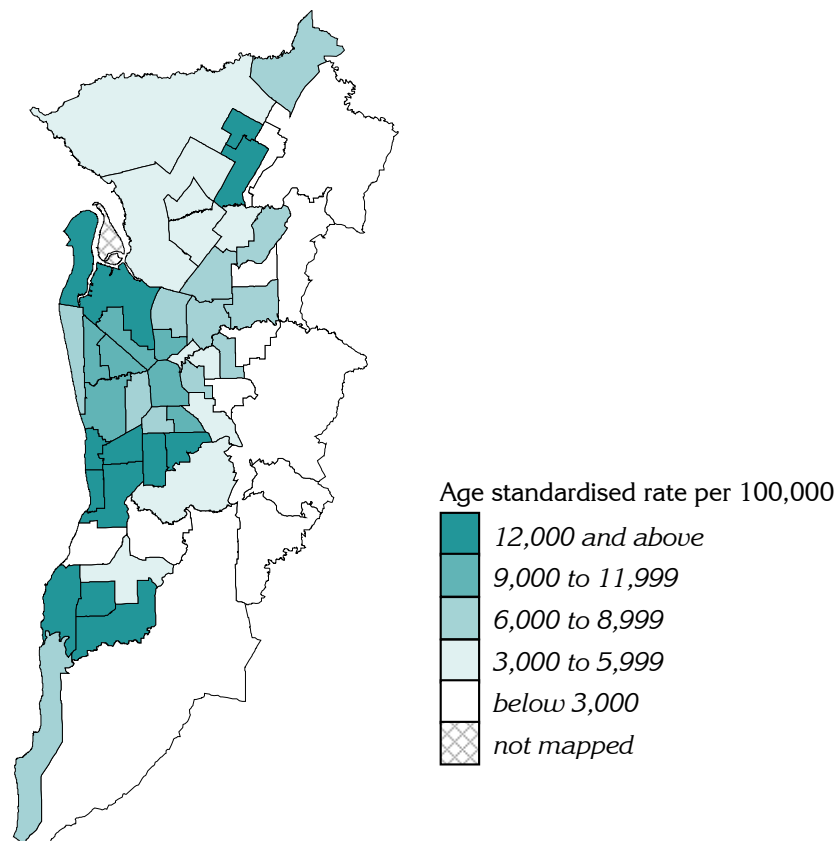 Age standardised rate per 100,000
12,000 and above
9,000 to 11,999
6,000 to 8,999
3,000 to 5,999
below 3,000
not mapped